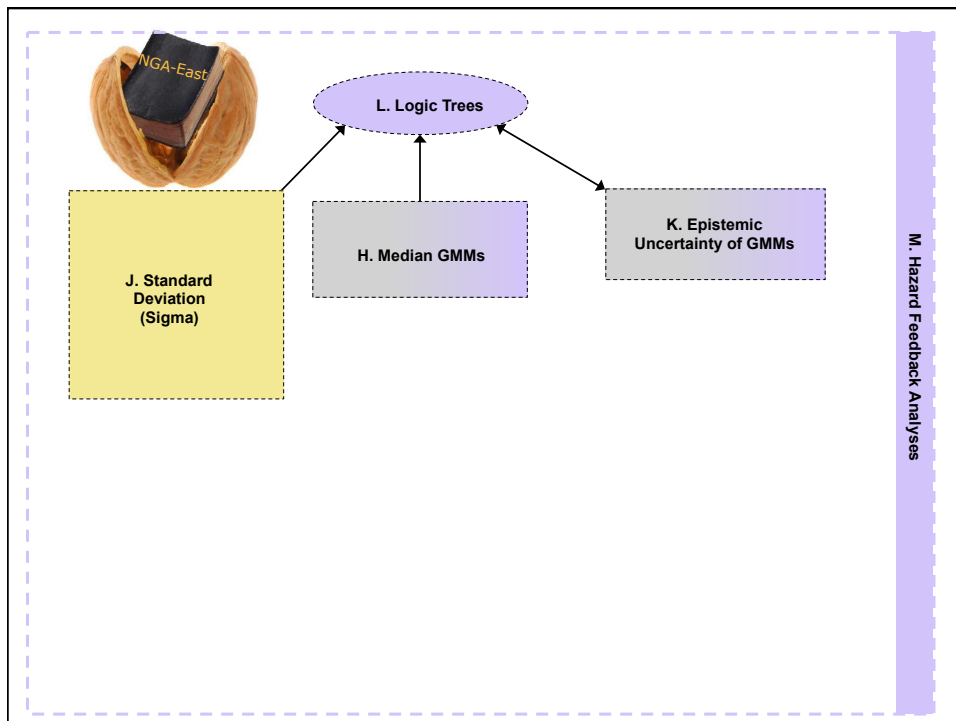 NGA-East
L. Logic Trees
K. Epistemic
Uncertainty of GMMs
H. Median GMMs
J. Standard
Deviation
(Sigma)
M. Hazard Feedback Analyses